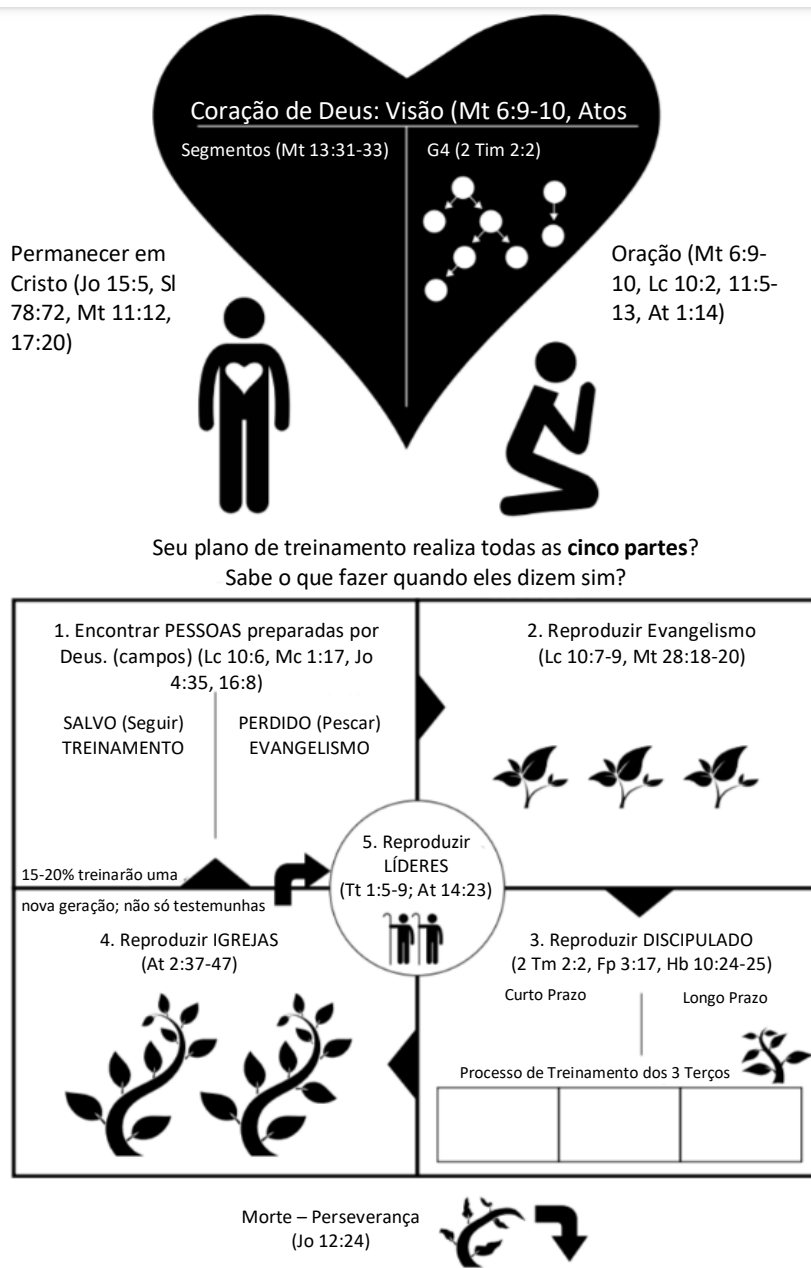 Coração de Deus: Visão (Mt 6:9-10, Atos
Segmentos (Mt 13:31-33)
G4 (2 Tim 2:2)
Permanecer em
Cristo (Jo 15:5, Sl
78:72, Mt 11:12,
17:20)
Oração (Mt 6:9-
10, Lc 10:2, 11:5-
13, At 1:14)
Seu plano de treinamento realiza todas as cinco partes?
Sabe o que fazer quando eles dizem sim?
1. Encontrar PESSOAS preparadas por
Deus. (campos) (Lc 10:6, Mc 1:17, Jo
4:35, 16:8)
SALVO (Seguir)
TREINAMENTO
PERDIDO (Pescar)
EVANGELISMO
15-20% treinarão uma
nova geração; não só testemunhas
2. Reproduzir Evangelismo
(Lc 10:7-9, Mt 28:18-20)
5. Reproduzir
LÍDERES
(Tt 1:5-9; At 14:23)
4. Reproduzir IGREJAS
(At 2:37-47)
3. Reproduzir DISCIPULADO
(2 Tm 2:2, Fp 3:17, Hb 10:24-25)
Curto Prazo
Longo Prazo
Processo de Treinamento dos 3 Terços
Morte – Perseverança
(Jo 12:24)